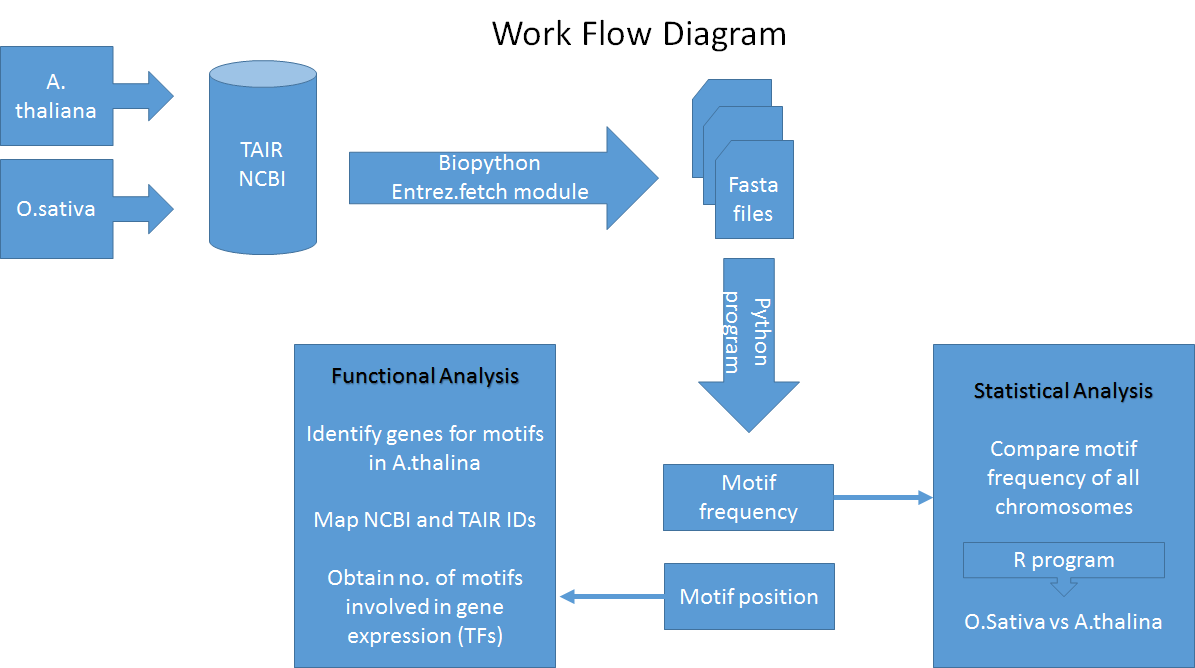 Work Flow Diagram
A.
thaliana
O.sativa
TAIR
NCBI
Biopython
Entrez.fetch module
Fasta
files
Python
program
Functional Analysis
Identify genes for motifs
in A.thalina
Map NCBI and TAIR IDs
Obtain no. of motifs
involved in gene
expression (TFs)
Motif
frequency
Motif position
Statistical Analysis
Compare motif
frequency of all
chromosomes
R program
O.Sativa vs A.thalina